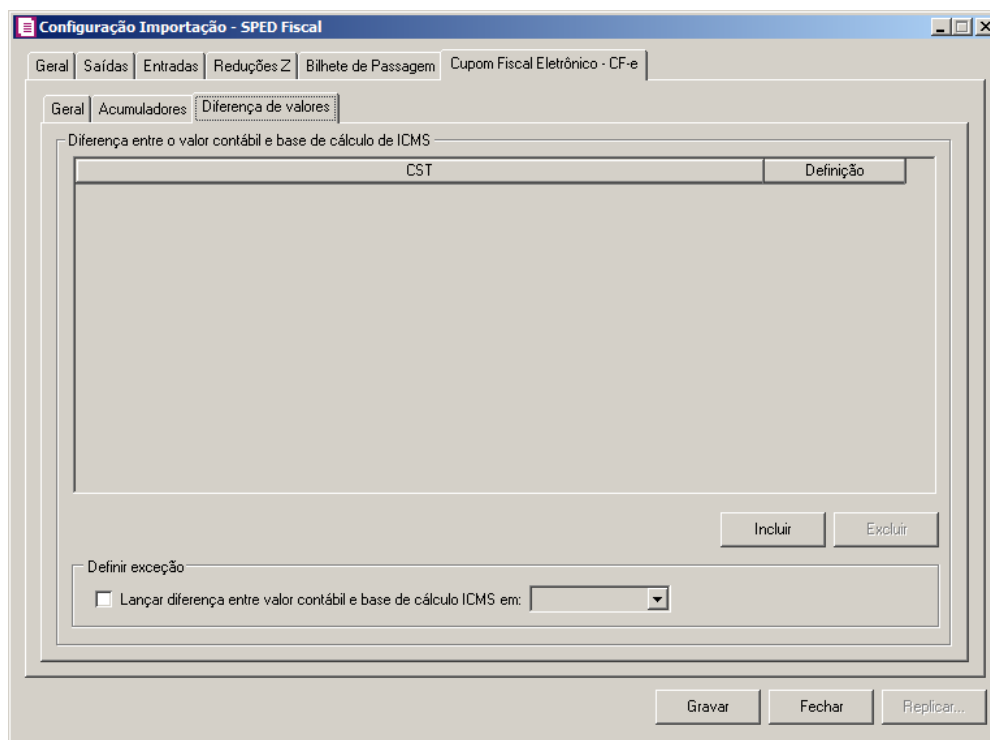 Configuração Importação - SPED Fiscal
Geral Saídas Entradas Reduções Z Bilhete de Passagem Cupom Fiscal Eletrônico - CF-e
Geral Acumuladores Diferença de valores
Diferença entre o valor contábil e base de cálculo de ICMS
CST Definição
Incluir Excluir
Definir exceção
Lançar diferença entre valor contábil e base de cálculo ICMS em:
Gravar Fechar Replicar...